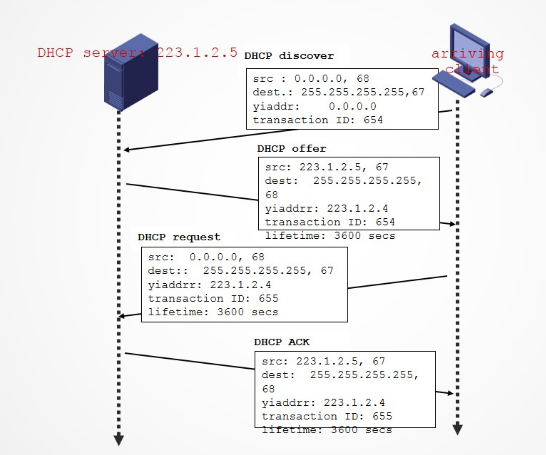 DHCP server: 223.1.2.5
DHCP discover
arriving
client
src : 0.0.0.0, 68
dest.: 255.255.255.255,67
yiaddr:    0.0.0.0
transaction ID: 654
DHCP offer
src: 223.1.2.5, 67
dest:  255.255.255.255,
68
yiaddrr: 223.1.2.4
transaction ID: 654
lifetime: 3600 secs
DHCP request
src:  0.0.0.0, 68
dest::  255.255.255.255, 67
yiaddrr: 223.1.2.4
transaction ID: 655
lifetime: 3600 secs
DHCP ACK
src: 223.1.2.5, 67
dest:  255.255.255.255,
68
yiaddrr: 223.1.2.4
transaction ID: 655
lifetime: 3600 secs